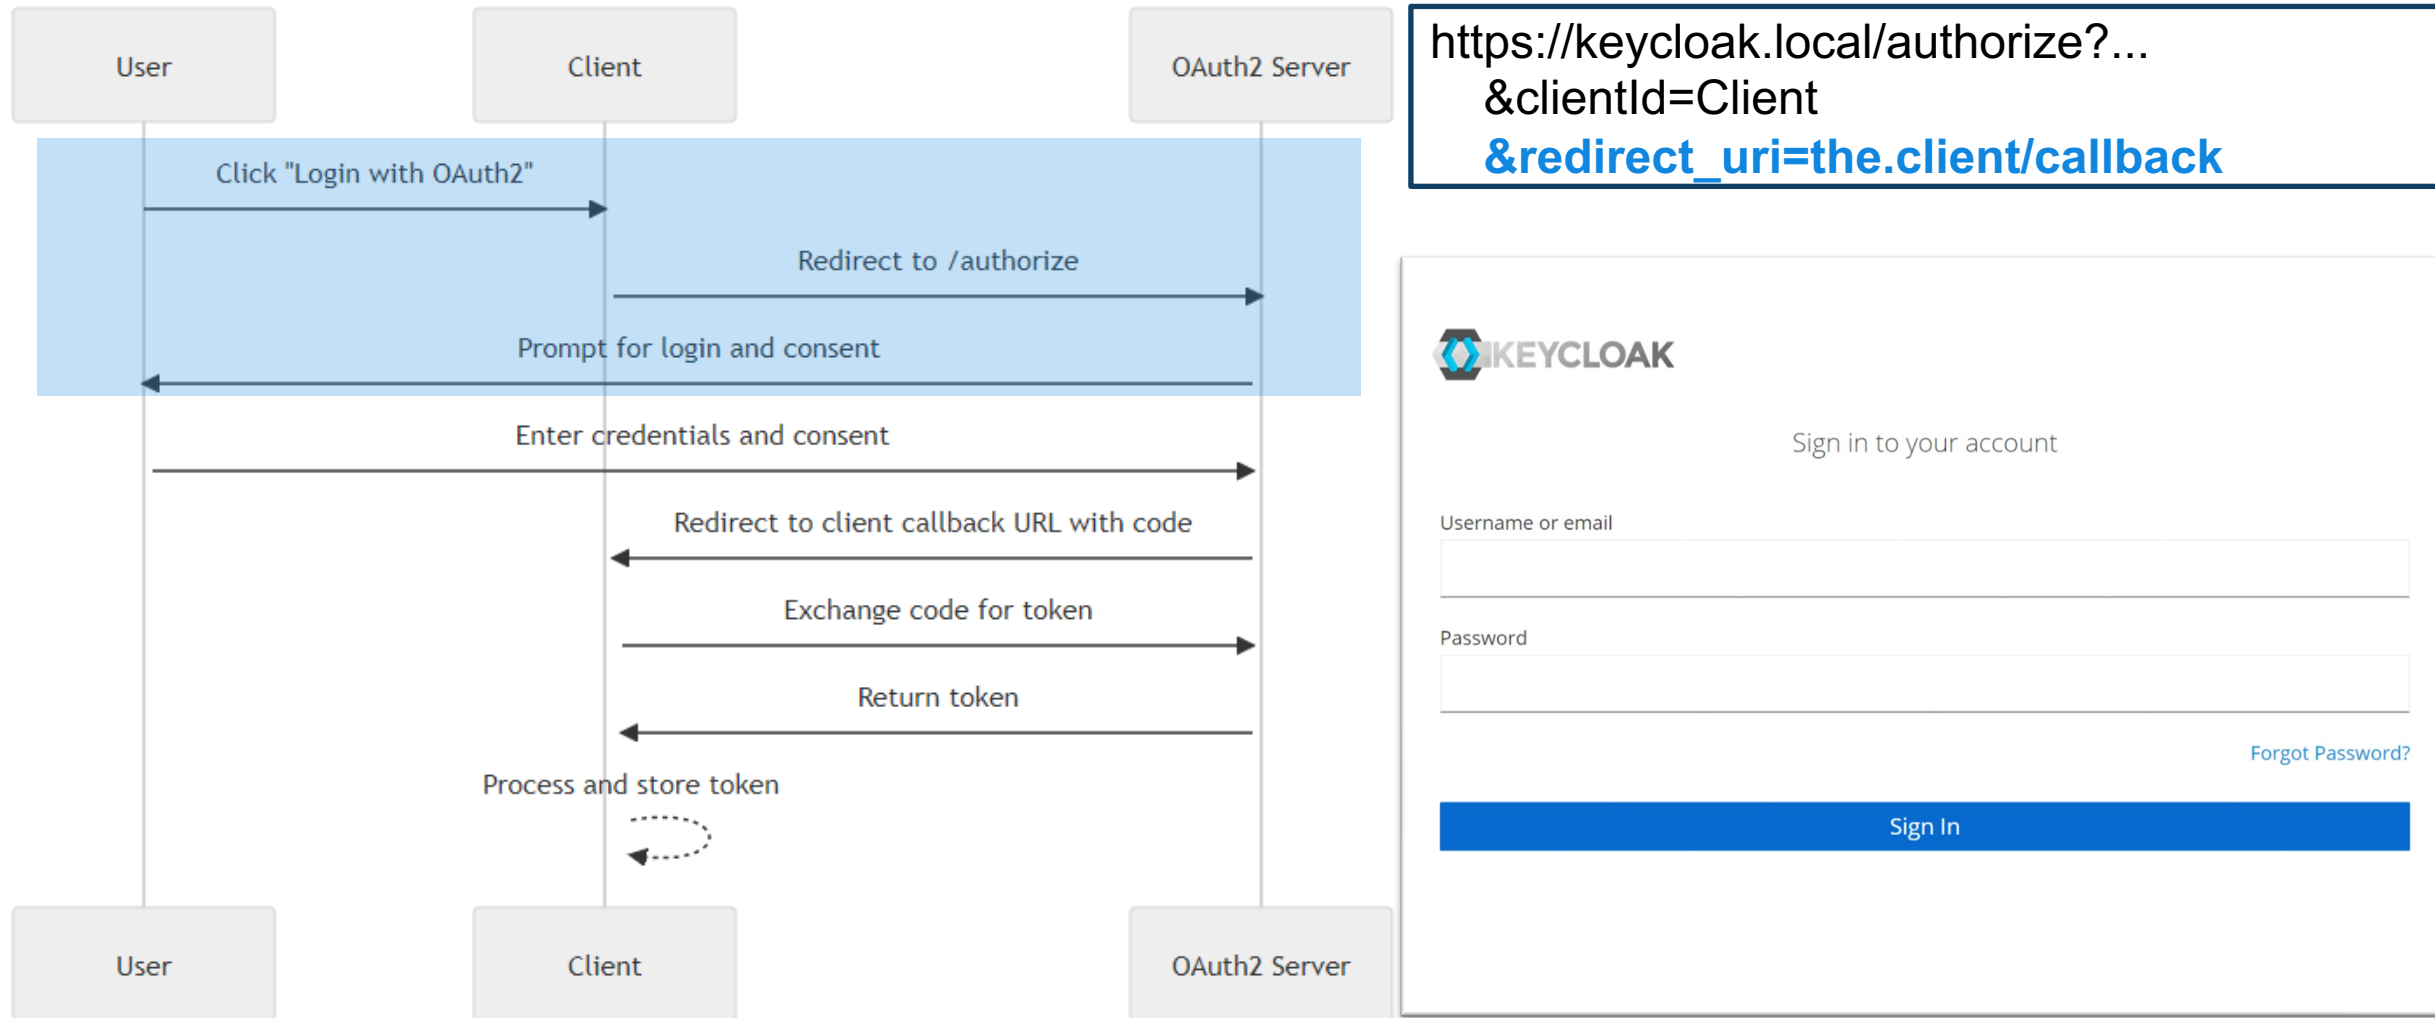 User
Client
OAuth2 Server
Click "Login with OAuth2"
Redirect to /authorize
Prompt for login and consent
Enter credentials and consent
Redirect to client callback URL with code
Exchange code for token
Return token
Process and store token
User
Client
OAuth2 Server
https://keycloak.local/authorize?...
&clientId=Client
&redirect_uri=the.client/callback
KEYCLOAK
Sign in to your account
Username or email
Password
Forgot Password?
Sign In